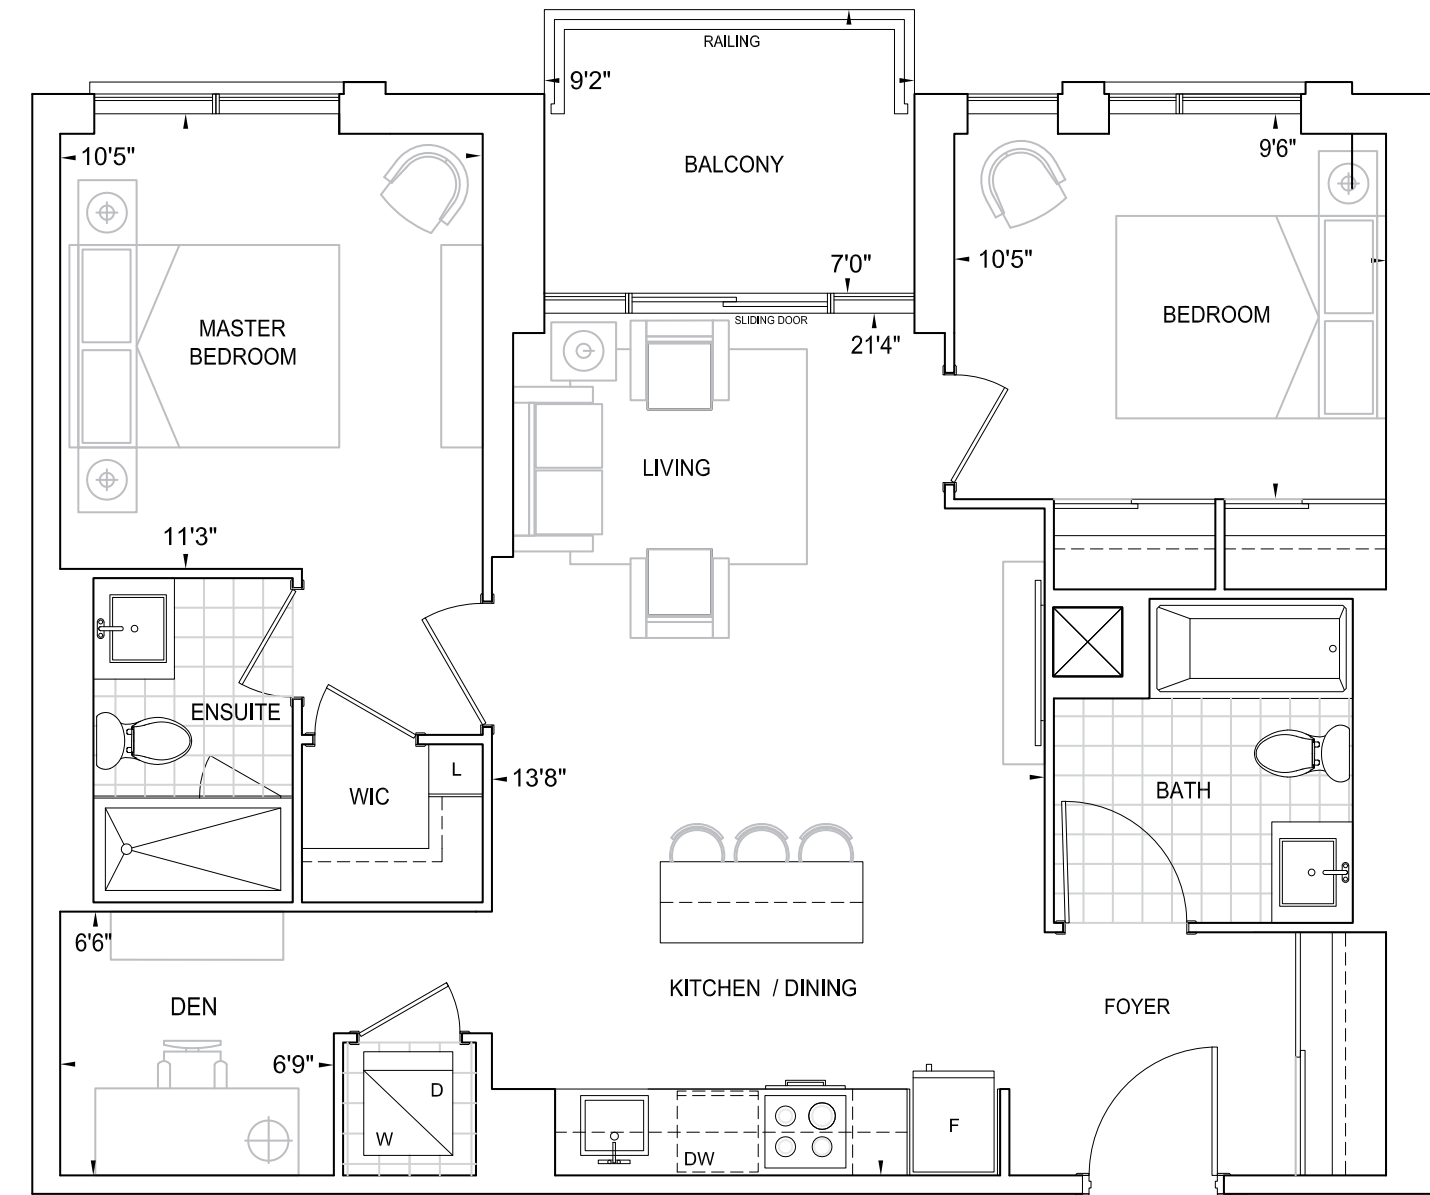 RAILING
9'2"
10'5"
9'6"
BALCONY
10'5"
7'0"
MASTER
BEDROOM
BEDROOM
SLIDING DOOR
21'4"
LIVING
11'3"
ENSUITE
L
13'8"
WIC
BATH
6'6"
KITCHEN / DINING
DEN
FOYER
6'9"
D
W
F
DW